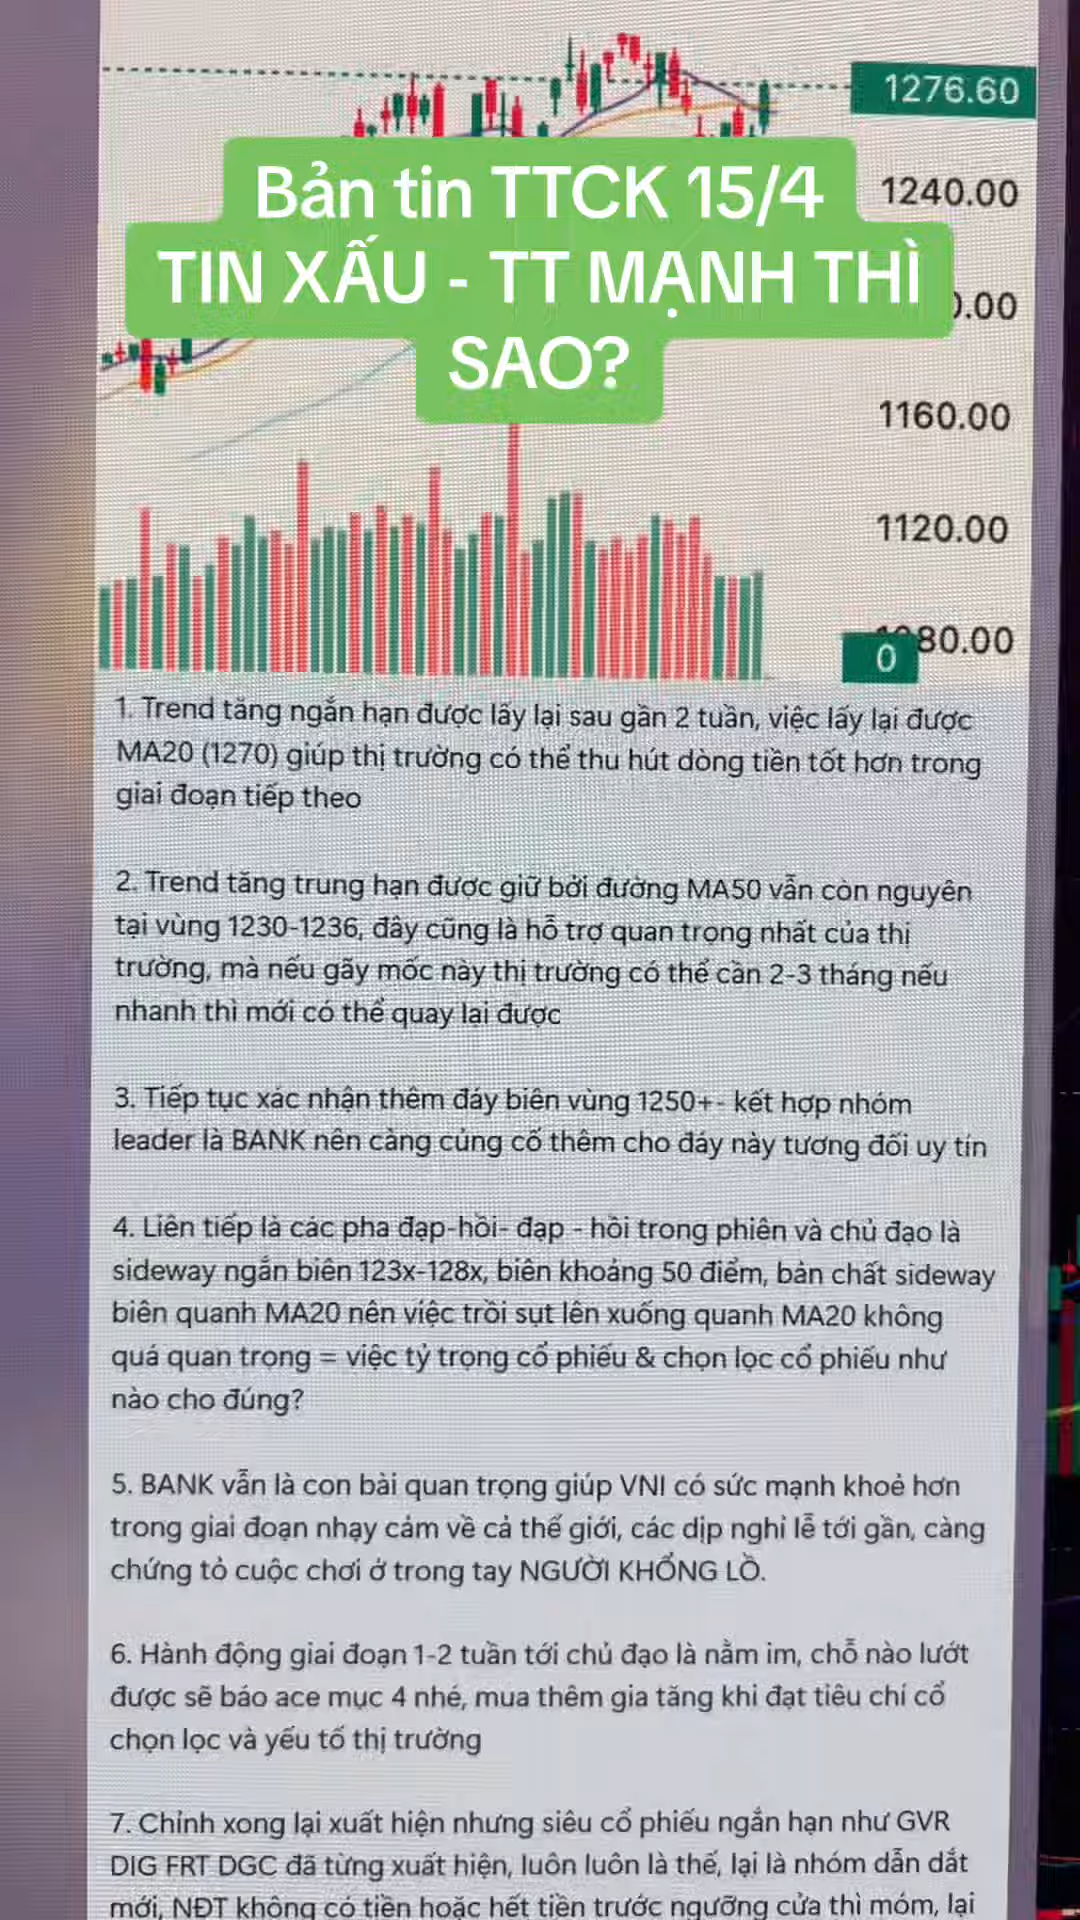 1276.60
Bản tin TTCK 15/4
TIN XẤU - TT MẠNH THÌ
SAO?
1240.00
0.00
1160.00
1120.00
80.00
0
1. Trend tăng ngắn hạn được lấy lại sau gần 2 tuần, việc lấy lại được
MA20 (1270) giúp thị trường có thể thu hút dòng tiền tốt hơn trong
giai đoạn tiếp theo
2. Trend tăng trung hạn được giữ bởi đường MA50 vẫn còn nguyên
tại vùng 1230-1236, đây cũng là hỗ trợ quan trọng nhất của thị
trường, mà nếu gãy mốc này thị trường có thể cần 2-3 tháng nếu
nhanh thì mới có thể quay lại được
3. Tiếp tục xác nhận thêm đáy biên vùng 1250+- kết hợp nhóm
leader là BANK nên càng củng cố thêm cho đáy này tương đối uy tín
4. Liên tiếp là các pha đạp-hồi- đạp - hồi trong phiên và chủ đạo là
sideway ngắn biên 123x-128x, biên khoảng 50 điểm, bản chất sideway
biên quanh MA20 nên việc trồi sụt lên xuống quanh MA20 không
quá quan trọng = việc tỷ trọng cổ phiếu & chọn lọc cổ phiếu như
nào cho đúng?
5. BANK vẫn là con bài quan trọng giúp VNI có sức mạnh khoẻ hơn
trong giai đoạn nhạy cảm về cả thế giới, các dịp nghỉ lễ tới gần, càng
chứng tỏ cuộc chơi ở trong tay NGƯỜI KHỔNG LỒ.
6. Hành động giai đoạn 1-2 tuần tới chủ đạo là nằm im, chỗ nào lướt
được sẽ báo ace mục 4 nhé, mua thêm gia tăng khi đạt tiêu chí cổ
chọn lọc và yếu tố thị trường
7. Chỉnh xong lại xuất hiện nhưng siêu cổ phiếu ngắn hạn như GVR
DIG FRT DGC đã từng xuất hiện, luôn luôn là thế, lại là nhóm dẫn dắt
mới, NĐT không có tiền hoặc hết tiền trước ngưỡng cửa thì móm, lại